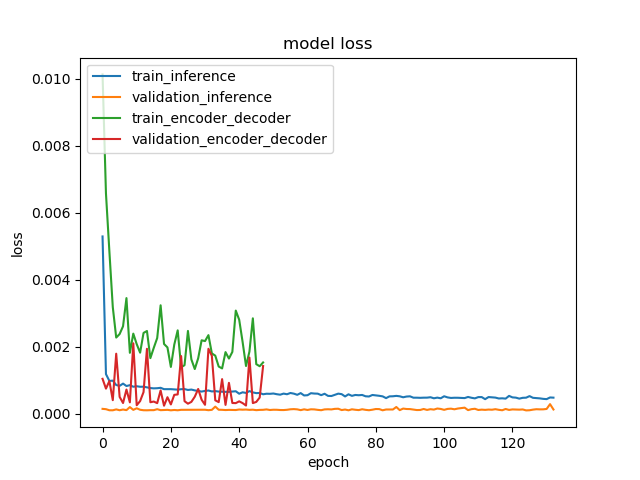 model loss
train_inference
validation_inference
train_encoder_decoder
validation_encoder_decoder
0.010
0.008
0.006
0.004
0.002
0.000
loss
0 20 40 60 80 100 120
epoch